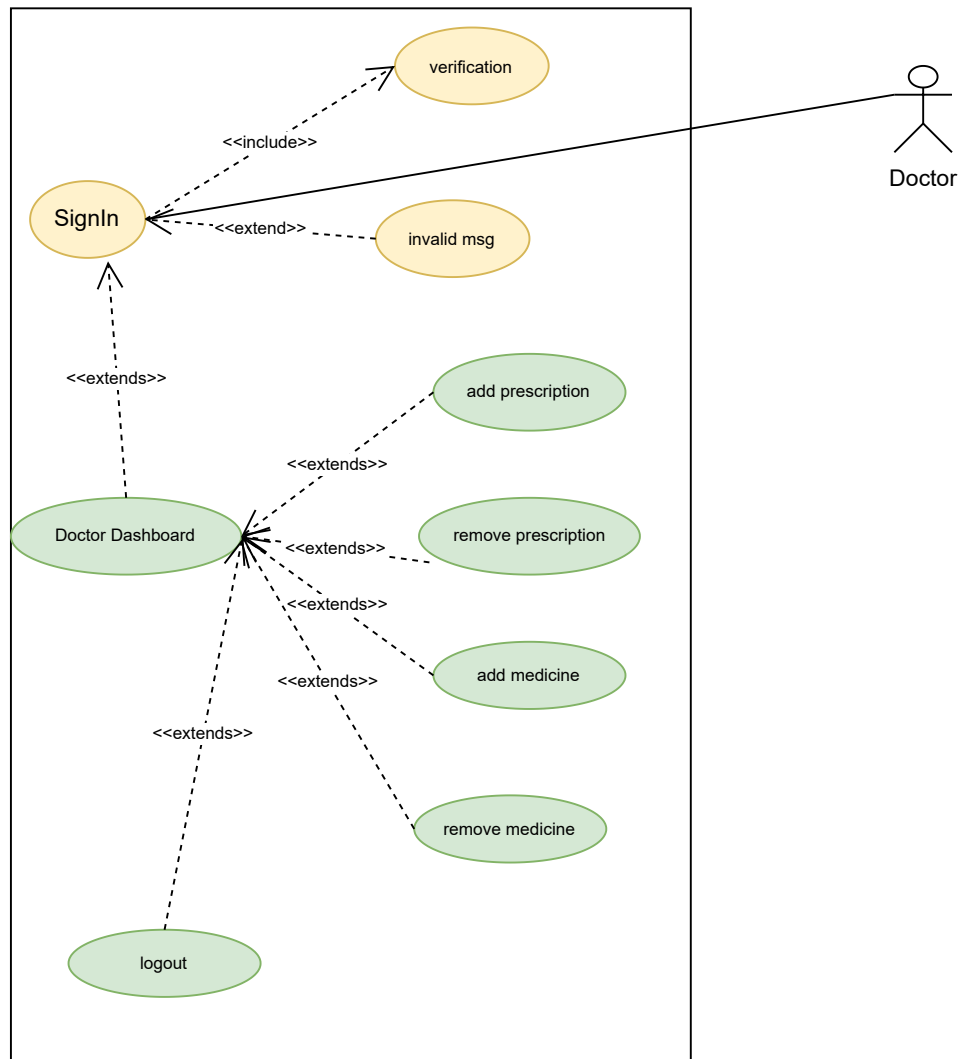 verification
<<include>>
Doctor
SignIn
<<extend>>
invalid msg
<<extends>>
add prescription
<<extends>>
Doctor Dashboard
remove prescription
<<extends>>
<<extends>>
add medicine
<<extends>>
<<extends>>
remove medicine
logout